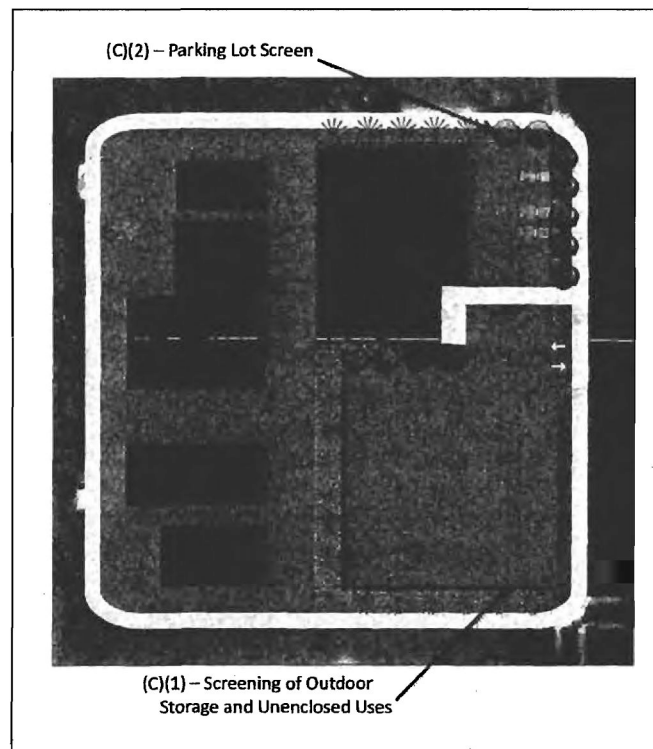 (C)(2) – Parking Lot Screen
(C)(1) – Screening of Outdoor
Storage and Unenclosed Uses